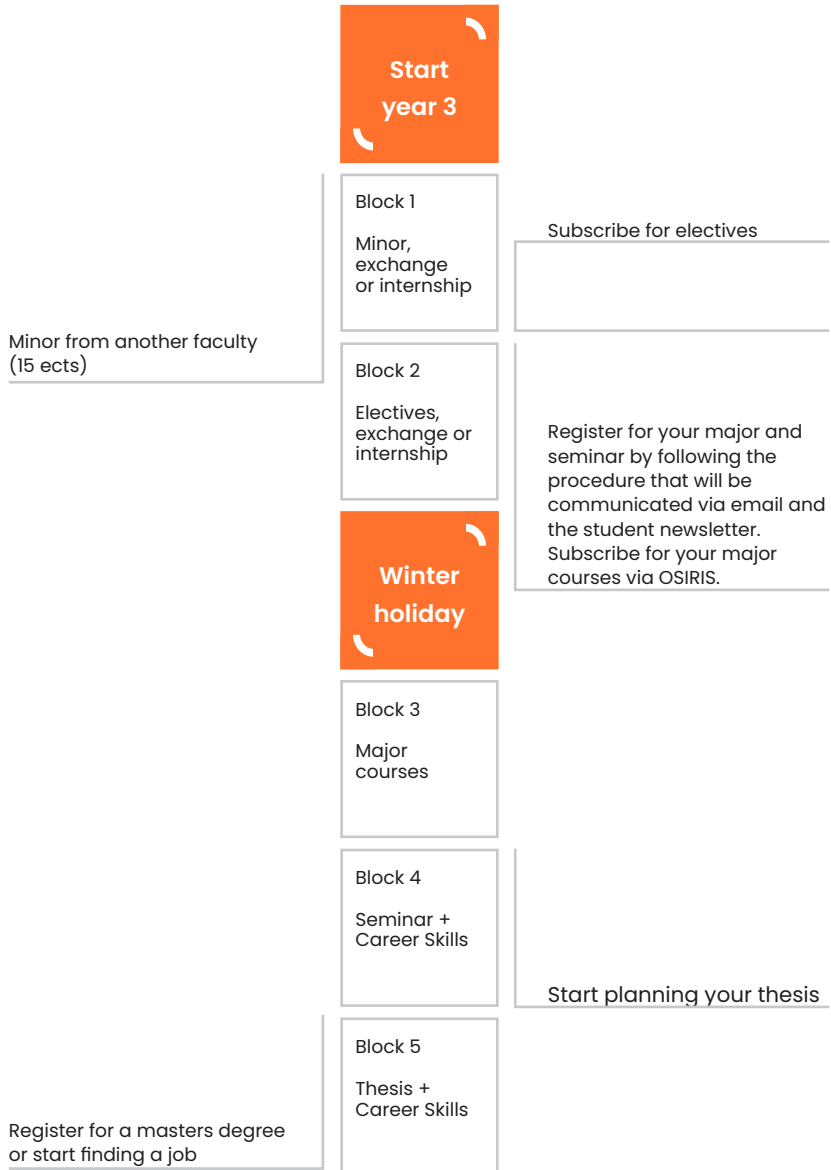 Start
year 3
Block 1
Minor,
exchange
or internship
Subscribe for electives
Minor from another faculty
(15 ects)
Block 2
Electives,
exchange or
internship
Register for your major and
seminar by following the
procedure that will be
communicated via email and
the student newsletter.
Subscribe for your major
courses via OSIRIS.
Winter
holiday
Block 3
Major
courses
Block 4
Seminar +
Career Skills
Start planning your thesis
Block 5
Thesis +
Career Skills
Register for a masters degree
or start finding a job